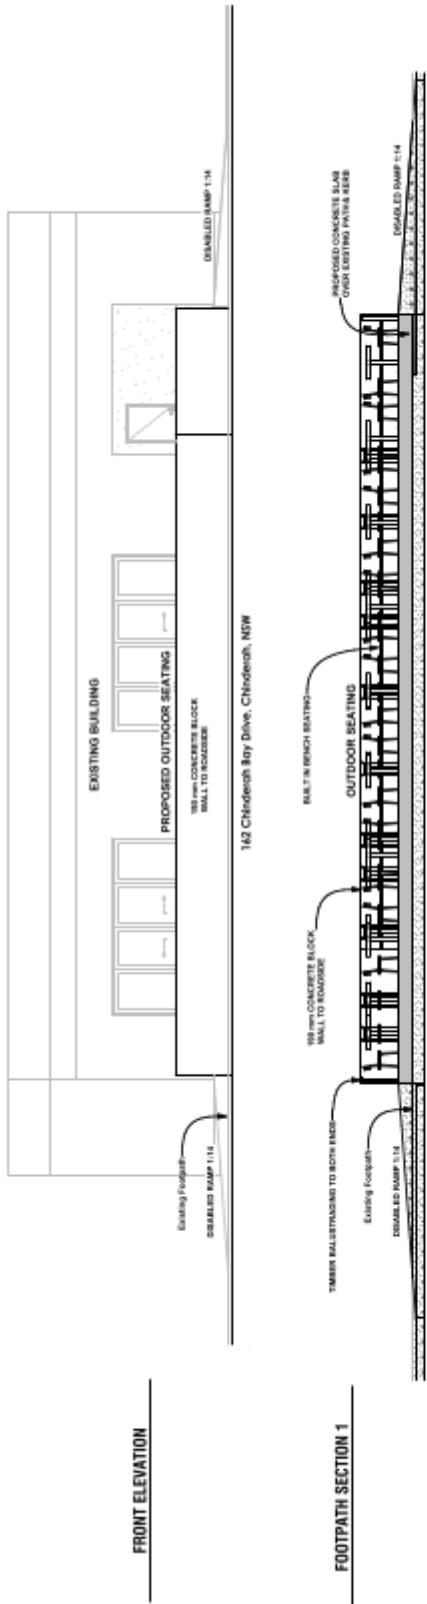 DISABLED RAMP 1:14
EXISTING BUILDING
PROPOSED OUTDOOR SEATING
190 mm CONCRETE BLOCK
WALL TO ROADSIDE
Existing Footpath
DISABLED RAMP 1:14
162 Chinderah Bay Drive, Chinderah, NSW
FRONT ELEVATION
PROPOSED CONCRETE SLAB
OVER EXISTING PATH & KERB
DISABLED RAMP 1:14
BUILT IN BENCH SEATING
OUTDOOR SEATING
190 mm CONCRETE BLOCK
WALL TO ROADSIDE
TIMBER BALUSTRADING TO BOTH ENDS
Existing Footpath
DISABLED RAMP 1:14
FOOTPATH SECTION 1